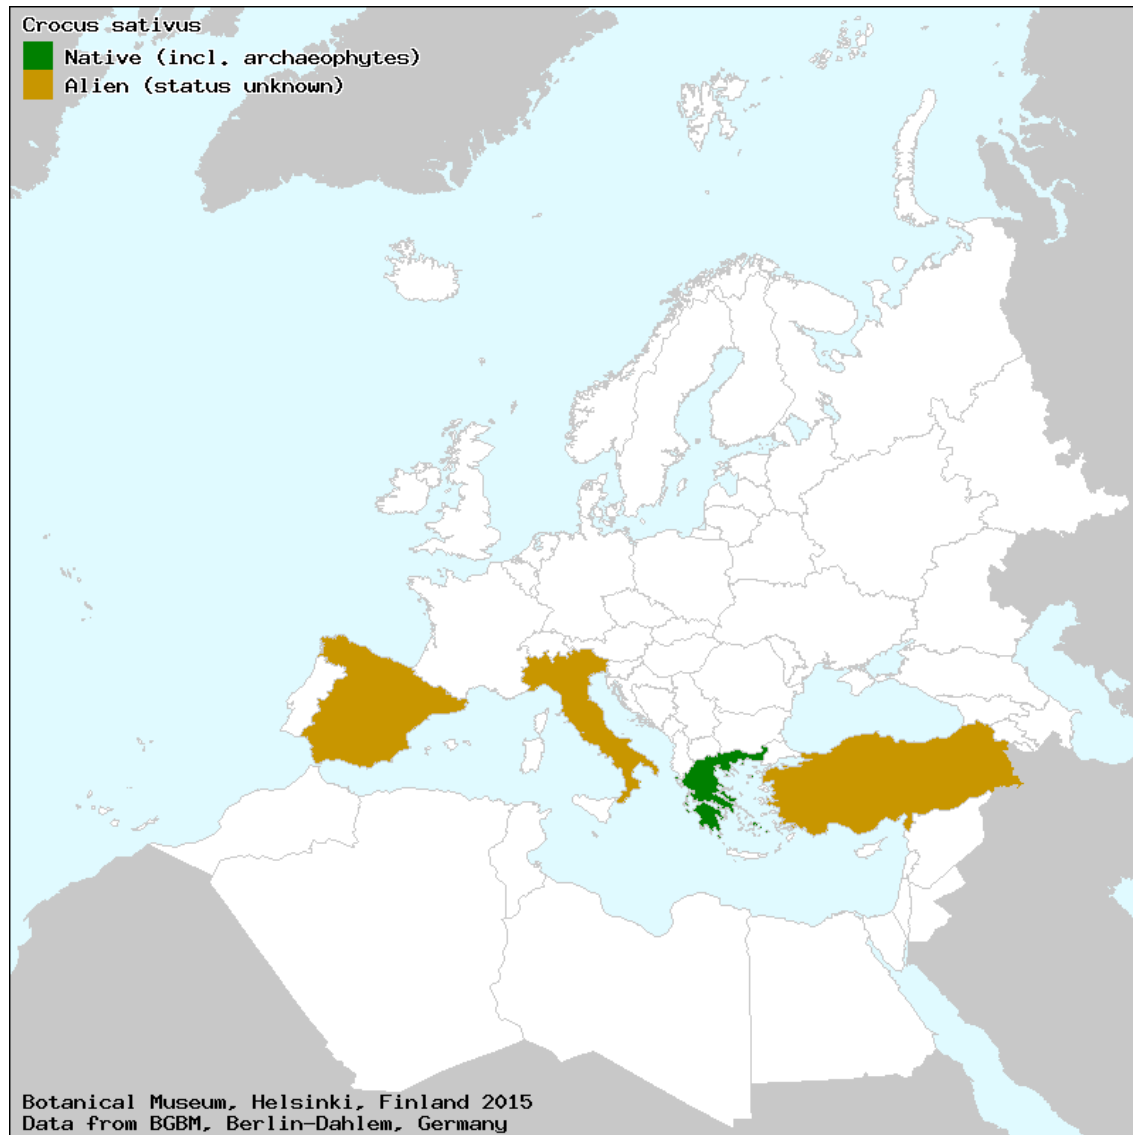 Crocus sativus
Native (incl. archaeophytes)
Alien (status unknown)
Botanical Museum, Helsinki, Finland 2015
Data from BGBM, Berlin-Dahlem, Germany